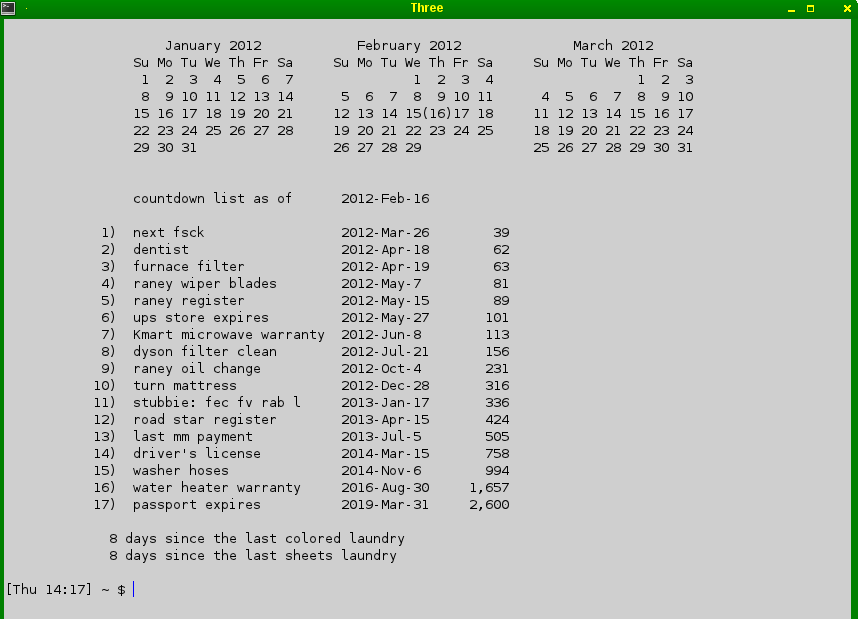 Three
January 2012 February 2012 March 2012
Su Mo Tu We Th Fr Sa Su Mo Tu We Th Fr Sa Su Mo Tu We Th Fr Sa
1 2 3 4 5 6 7 1 2 3 4 1 2 3
8 9 10 11 12 13 14 5 6 7 8 9 10 11 4 5 6 7 8 9 10
15 16 17 18 19 20 21 12 13 14 15(16)17 18 11 12 13 14 15 16 17
22 23 24 25 26 27 28 19 20 21 22 23 24 25 18 19 20 21 22 23 24
29 30 31 26 27 28 29 25 26 27 28 29 30 31
countdown list as of 2012-Feb-16
1) next fsck 2012-Mar-26 39
2) dentist 2012-Apr-18 62
3) furnace filter 2012-Apr-19 63
4) raney wiper blades 2012-May-7 81
5) raney register 2012-May-15 89
6) ups store expires 2012-May-27 101
7) Kmart microwave warranty 2012-Jun-8 113
8) dyson filter clean 2012-Jul-21 156
9) raney oil change 2012-Oct-4 231
10) turn mattress 2012-Dec-28 316
11) stubbie: fec fv rab l 2013-Jan-17 336
12) road star register 2013-Apr-15 424
13) last mm payment 2013-Jul-5 505
14) driver's license 2014-Mar-15 758
15) washer hoses 2014-Nov-6 994
16) water heater warranty 2016-Aug-30 1,657
17) passport expires 2019-Mar-31 2,600
8 days since the last colored laundry
8 days since the last sheets laundry
[Thu 14:17] ~ $